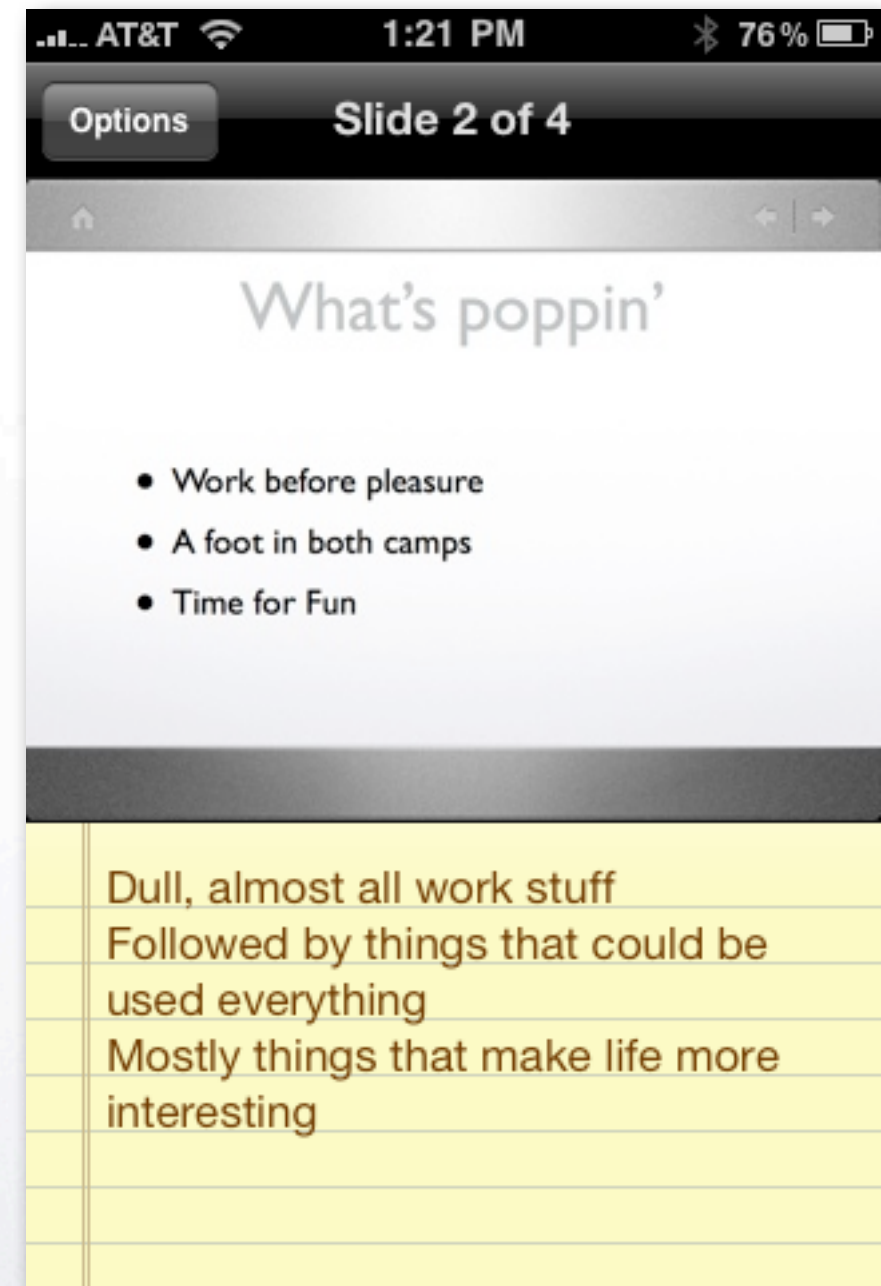 AT&T 1:21 PM 76%
Options Slide 2 of 4
What's poppin'
• Work before pleasure
• A foot in both camps
• Time for Fun
Dull, almost all work stuff
Followed by things that could be
used everything
Mostly things that make life more
interesting